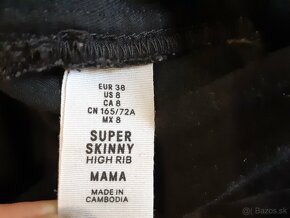 EUR 38
US 8
CA 8
CN 165/72A
MX 8
SUPER
SKINNY
HIGH RIB
MAMA
MADE IN
CAMBODIA
Bazos.sk